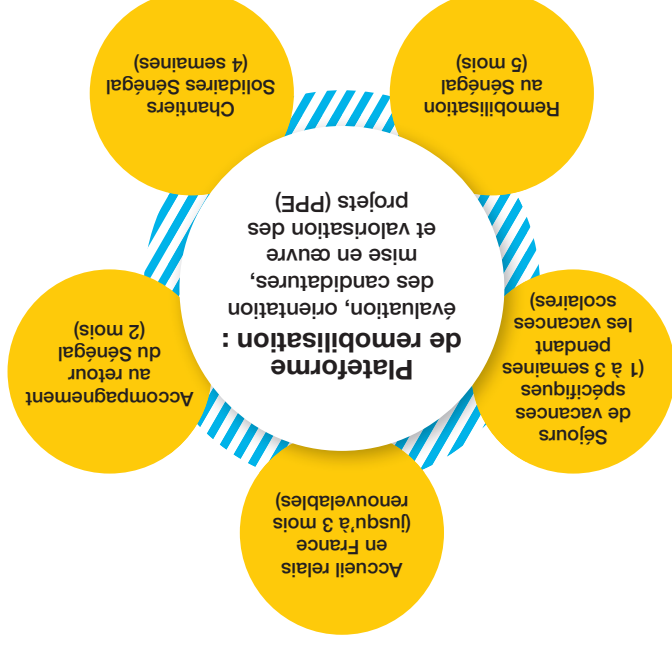 Plateforme
de remobilisation :
évaluation, orientation
des candidatures,
mise en œuvre
et valorisation des
projets (PPE)
Accueil relais
en France
(jusqu'à 3 mois
renouvelables)
Accompagnement
au retour
du Sénégal
(2 mois)
Chantiers
Solidaires Sénégal
(4 semaines)
Remobilisation
au Sénégal
(5 mois)
Séjours
de vacances
spécifiques
(1 à 3 semaines
pendant
les vacances
scolaires)